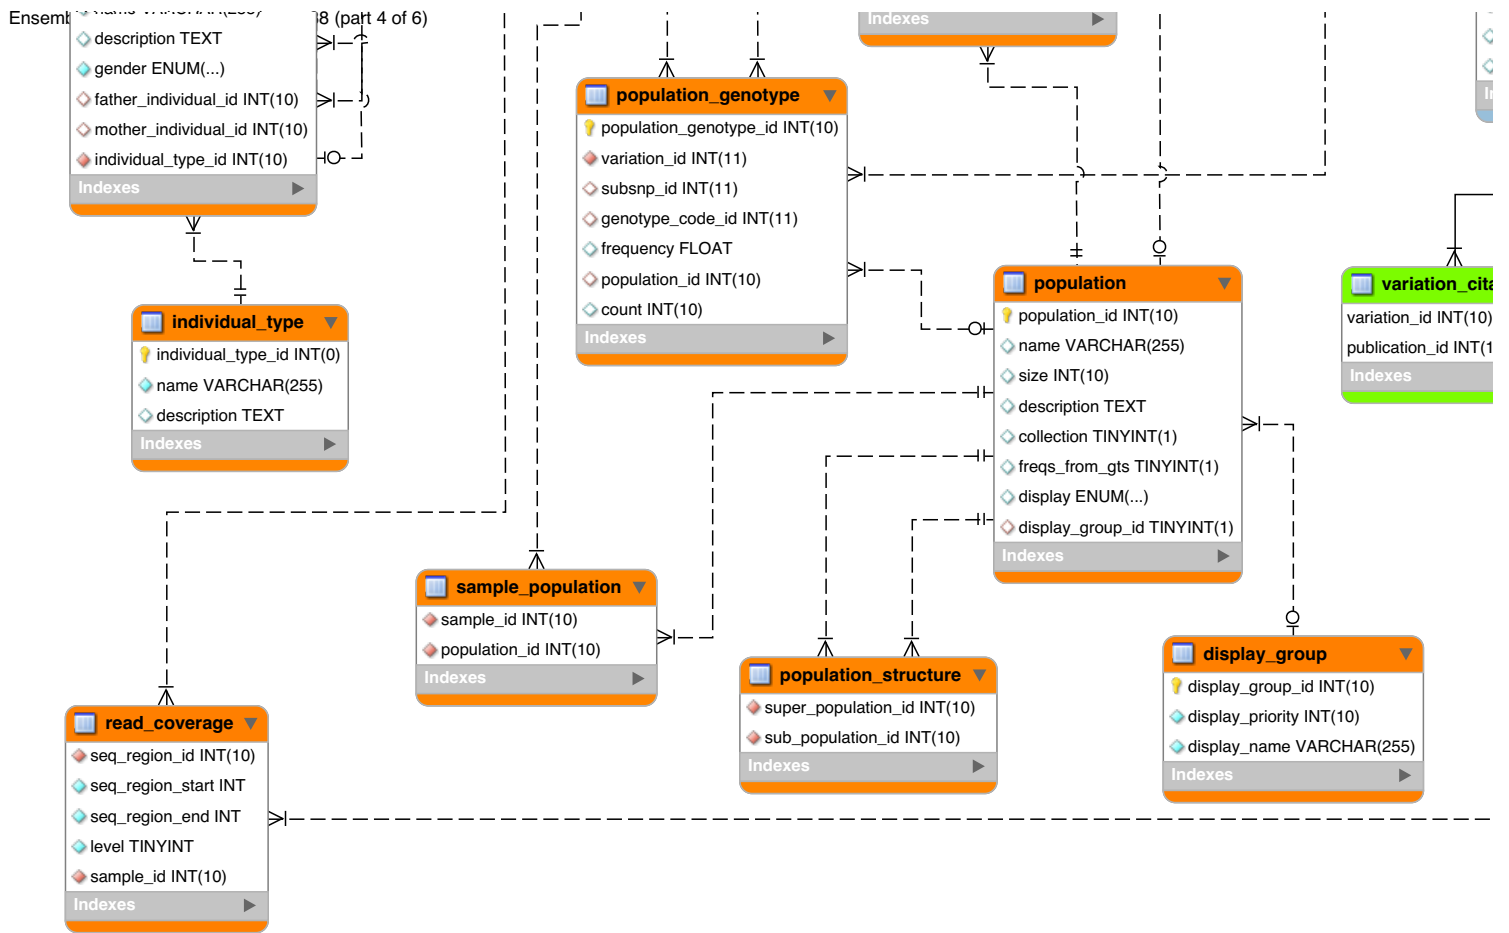 Ensemb
38 (part 4 of 6)
description TEXT
gender ENUM(...)
father_individual_id INT(10)
mother_individual_id INT(10)
individual_type_id INT(10)
Indexes
individual_type
individual_type_id INT(0)
name VARCHAR(255)
description TEXT
Indexes
population_genotype
population_genotype_id INT(10)
variation_id INT(11)
subsnp_id INT(11)
genotype_code_id INT(11)
frequency FLOAT
population_id INT(10)
count INT(10)
Indexes
Indexes
population
population_id INT(10)
name VARCHAR(255)
size INT(10)
description TEXT
collection TINYINT(1)
freqs_from_gts TINYINT(1)
display ENUM(...)
display_group_id TINYINT(1)
Indexes
variation_cita
variation_id INT(10)
publication_id INT(1
Indexes
sample_population
sample_id INT(10)
population_id INT(10)
Indexes
population_structure
super_population_id INT(10)
sub_population_id INT(10)
Indexes
display_group
display_group_id INT(10)
display_priority INT(10)
display_name VARCHAR(255)
Indexes
read_coverage
seq_region_id INT(10)
seq_region_start INT
seq_region_end INT
level TINYINT
sample_id INT(10)
Indexes